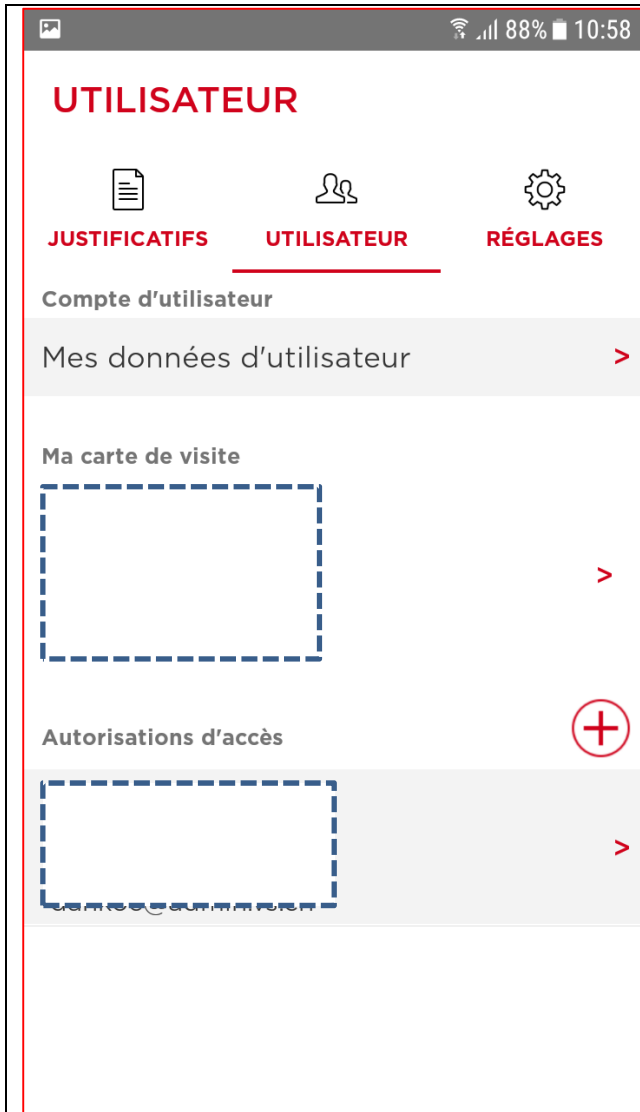 88% 10:58
UTILISATEUR
JUSTIFICATIFS UTILISATEUR RÉGLAGES
Compte d'utilisateur
Mes données d'utilisateur >
Ma carte de visite
>
Autorisations d'accès
>